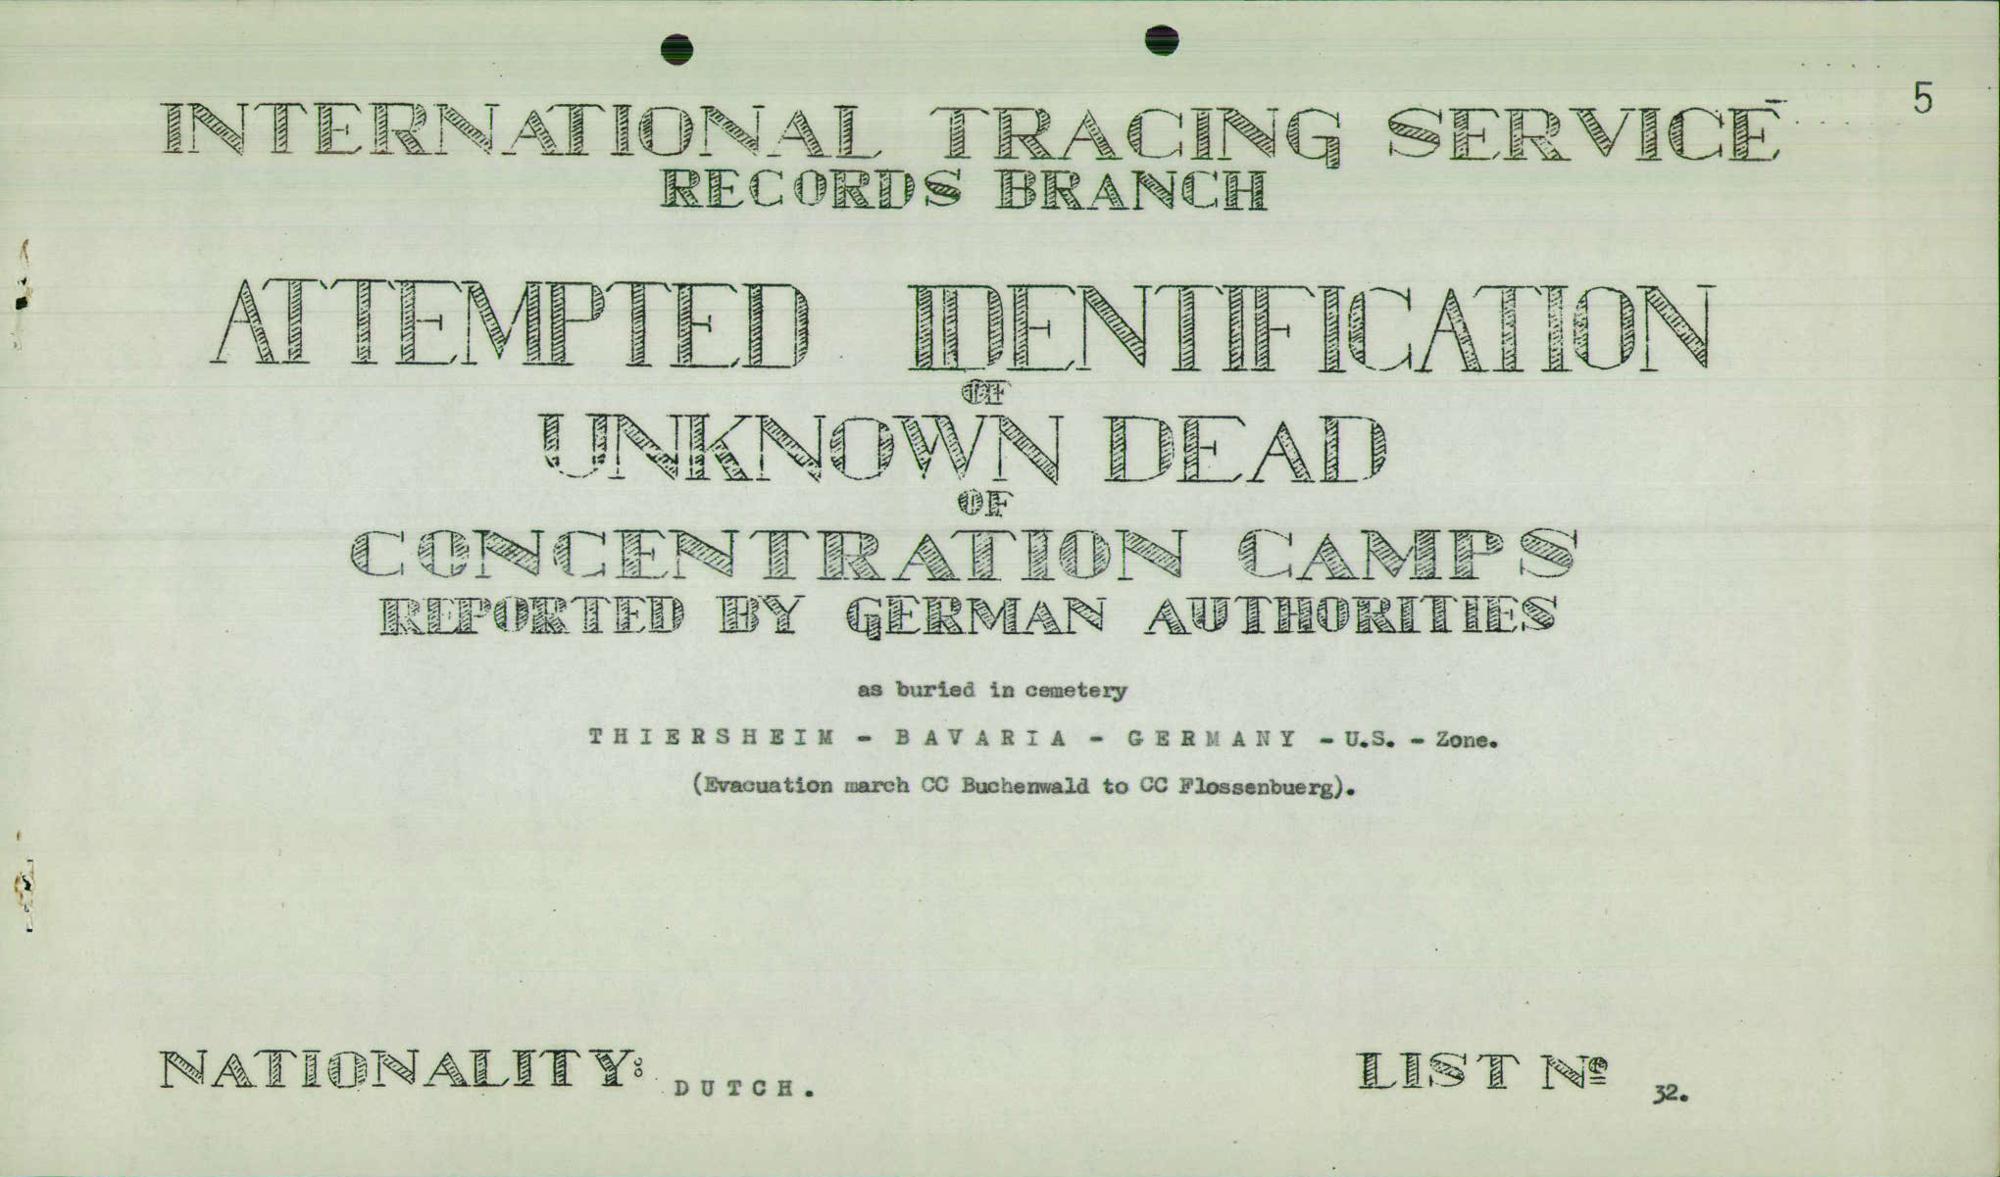 5
INTERNATIONAL TRACING SERVICE
RECORDS BRANCH
ATTEMPTED IDENTIFICATION
OF
UNKNOWN DEAD
OF
CONCENTRATION CAMPS
REPORTED BY GERMAN AUTHORITIES
as buried in cemetery
THIERSHEIM - BAVARIA - GERMANY - U.S. - Zone.
(Evacuation march CC Buchenwald to CC Flossenbuerg).
NATIONALITY: DUTCH.
LIST Nº 32.